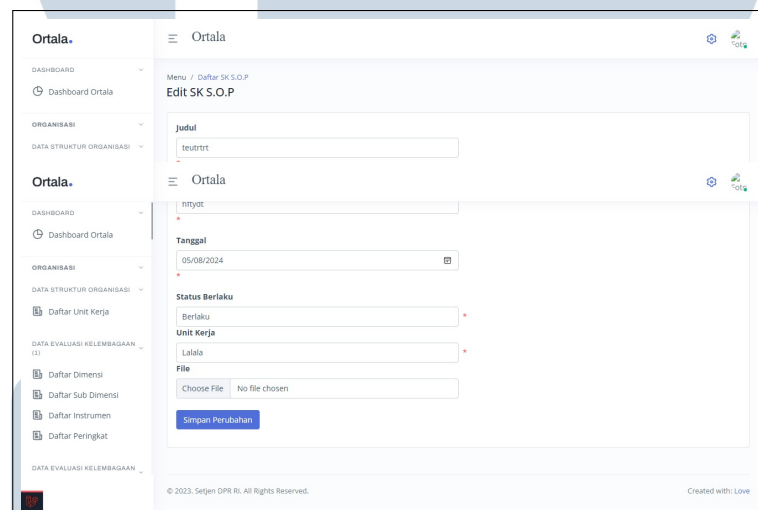 Ortala.
Ortala
Foto
DASHBOARD
Dashboard Ortala
Menu / Daftar SK S.O.P
Edit SK S.O.P
ORGANISASI
DATA STRUKTUR ORGANISASI
Judul
teutrtrt
Ortala.
Ortala
Foto
DASHBOARD
Dashboard Ortala
ORGANISASI
DATA STRUKTUR ORGANISASI
Daftar Unit Kerja
DATA EVALUASI KELEMBAGAAN
(1)
Daftar Dimensi
Daftar Sub Dimensi
Daftar Instrumen
Daftar Peringkat
DATA EVALUASI KELEMBAGAAN
hftydt
*
Tanggal
05/08/2024
*
Status Berlaku
Berlaku *
Unit Kerja
Lalala *
File
Choose File No file chosen
Simpan Perubahan
© 2023. Setjen DPR RI. All Rights Reserved.
Created with: Love